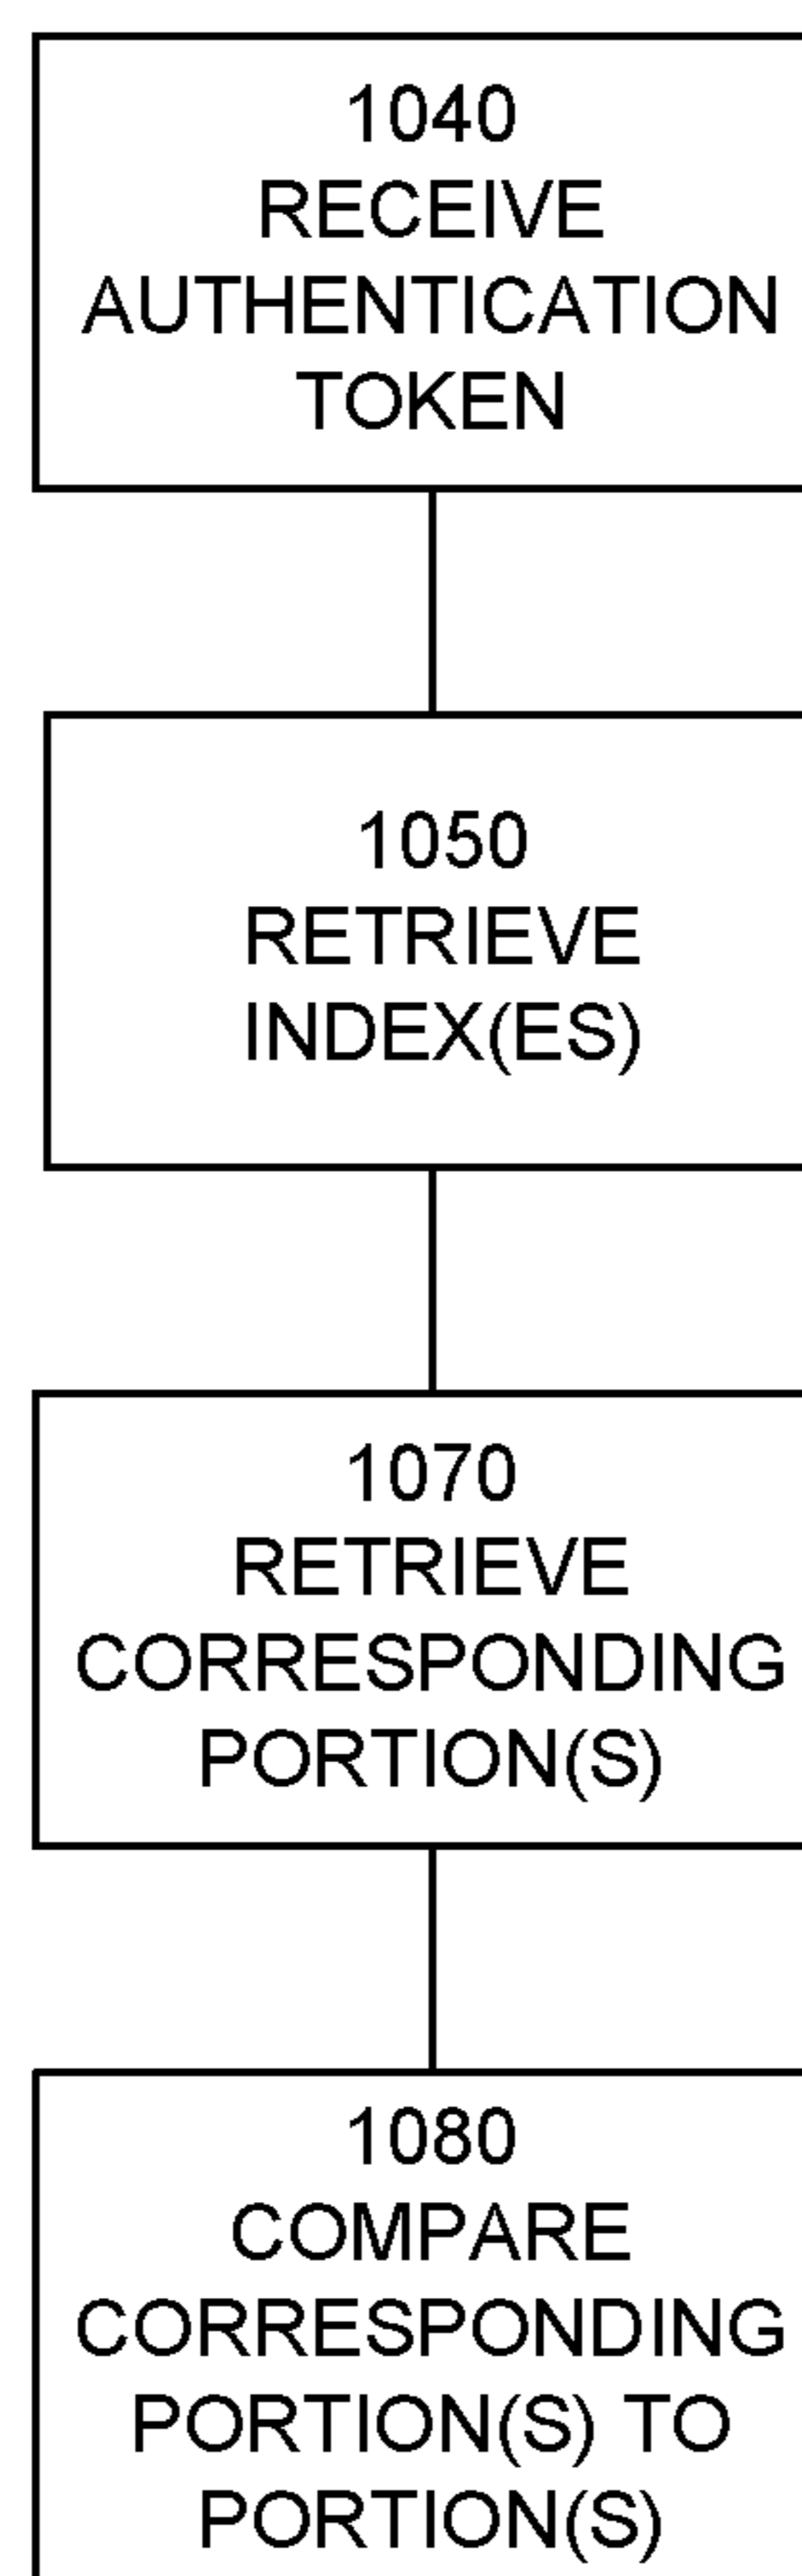 1040
RECEIVE
AUTHENTICATION
TOKEN
1050
RETRIEVE
INDEX(ES)
1070
RETRIEVE
CORRESPONDING
PORTION(S)
1080
COMPARE
CORRESPONDING
PORTION(S) TO
PORTION(S)